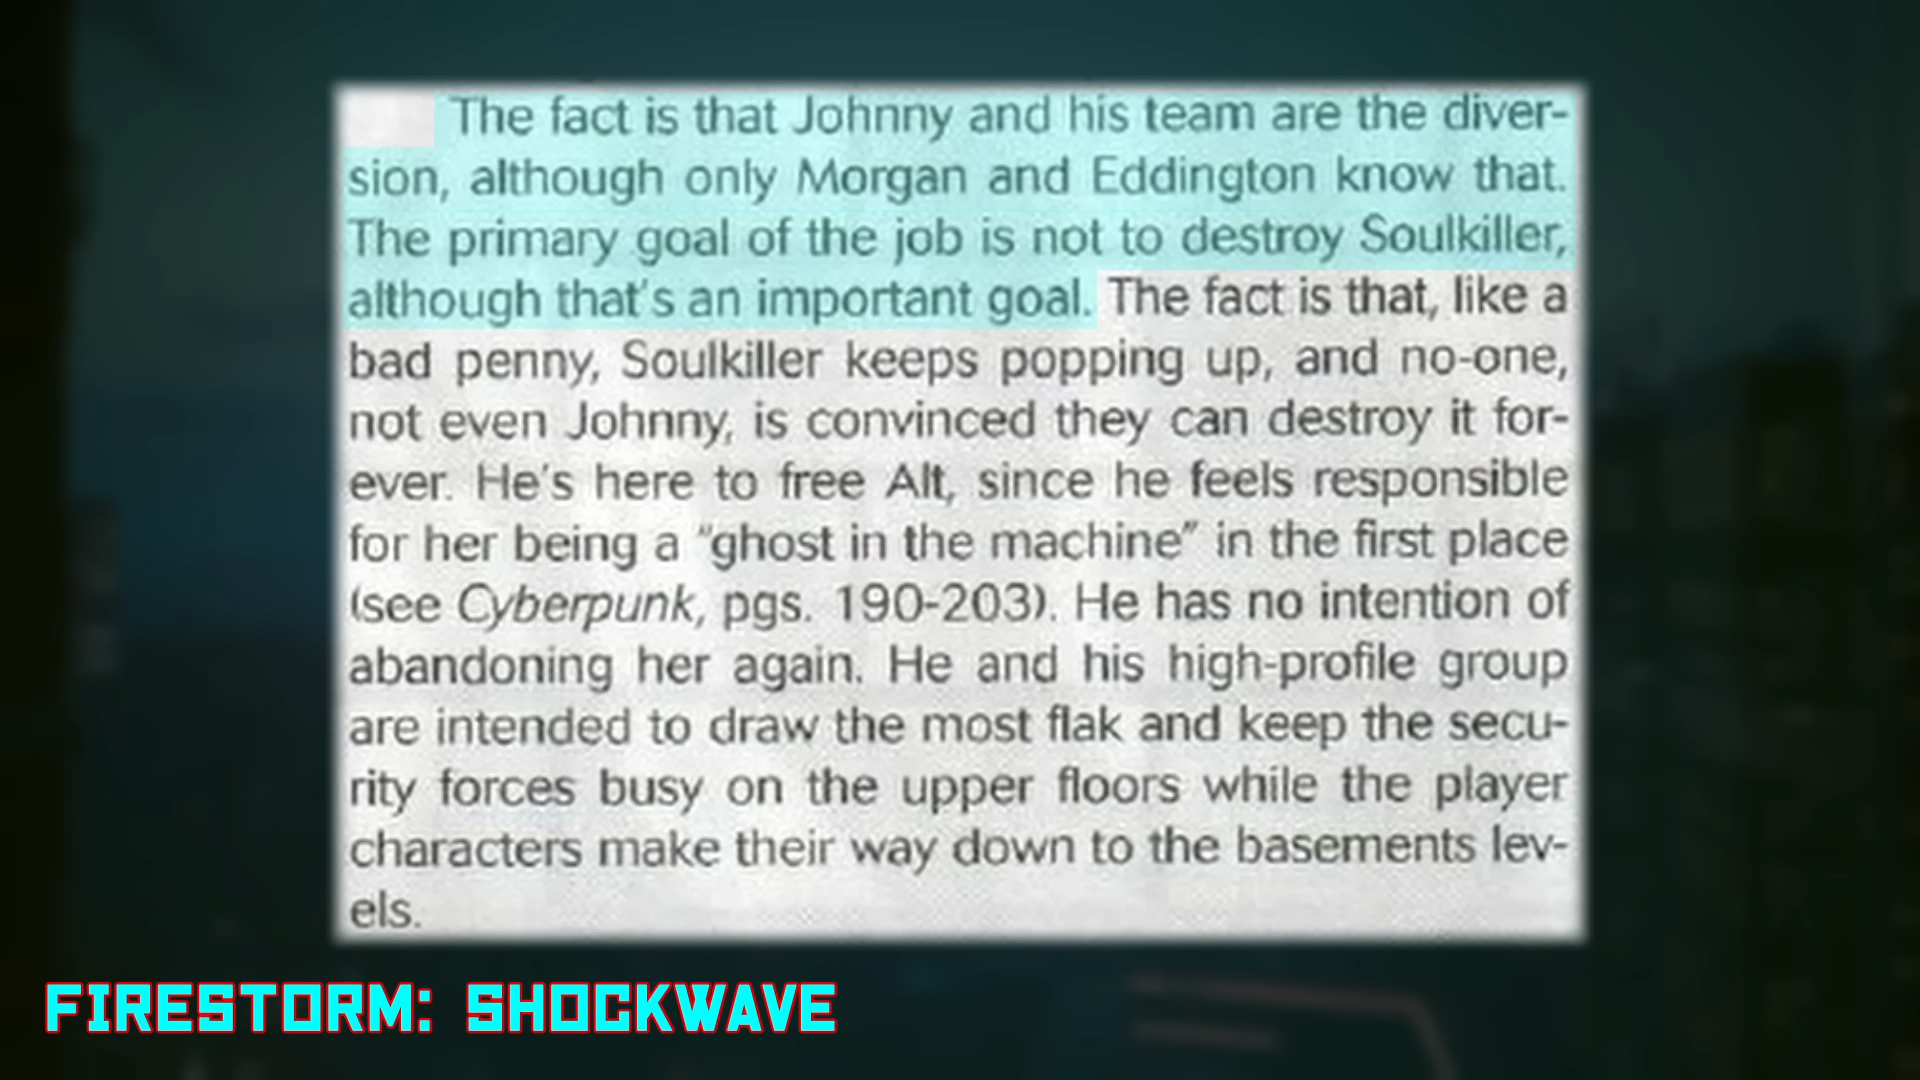 The fact is that Johnny and his team are the diver-
sion, although only Morgan and Eddington know that.
The primary goal of the job is not to destroy Soulkiller,
although that's an important goal. The fact is that, like a
bad penny, Soulkiller keeps popping up, and no-one,
not even Johnny, is convinced they can destroy it for-
ever. He's here to free Alt, since he feels responsible
for her being a "ghost in the machine" in the first place
(see Cyberpunk, pgs. 190-203). He has no intention of
abandoning her again. He and his high-profile group
are intended to draw the most flak and keep the secu-
rity forces busy on the upper floors while the player
characters make their way down to the basements lev-
els.
FIRESTORM: SHOCKWAVE